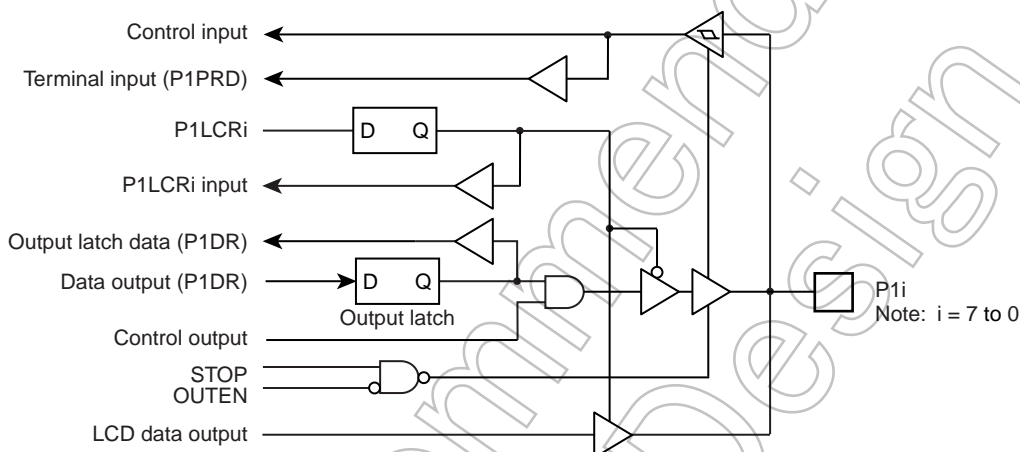 Control input
Terminal input (P1PRD)
P1LCRi
D Q
P1LCRi input
Output latch data (P1DR)
Data output (P1DR)
D Q
Output latch
P1i
Note: i = 7 to 0
Control output
STOP
OUTEN
LCD data output